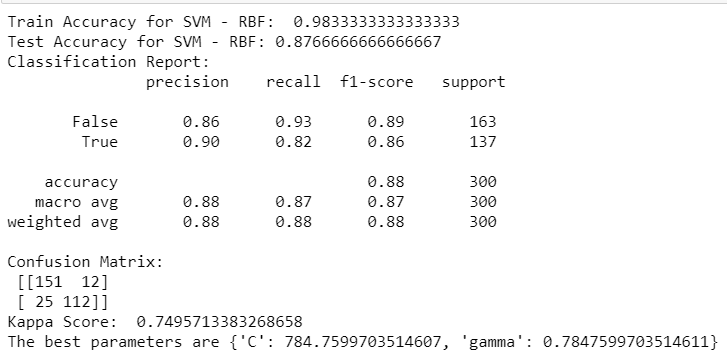 Train Accuracy for SVM - RBF:  0.9833333333333333
Test Accuracy for SVM - RBF: 0.8766666666666667
Classification Report:
              precision    recall  f1-score   support

       False       0.86      0.93      0.89       163
        True       0.90      0.82      0.86       137

    accuracy                           0.88       300
   macro avg       0.88      0.87      0.87       300
weighted avg       0.88      0.88      0.88       300

Confusion Matrix:
 [[151  12]
 [ 25 112]]
Kappa Score:  0.7495713383268658
The best parameters are {'C': 784.7599703514607, 'gamma': 0.7847599703514611}